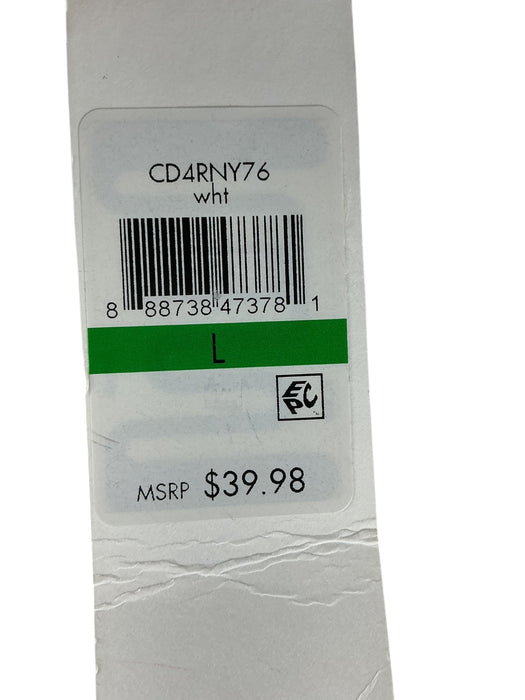 CD4RNY76
wht
8 88738 47378 1
L
EPC
MSRP $39.98